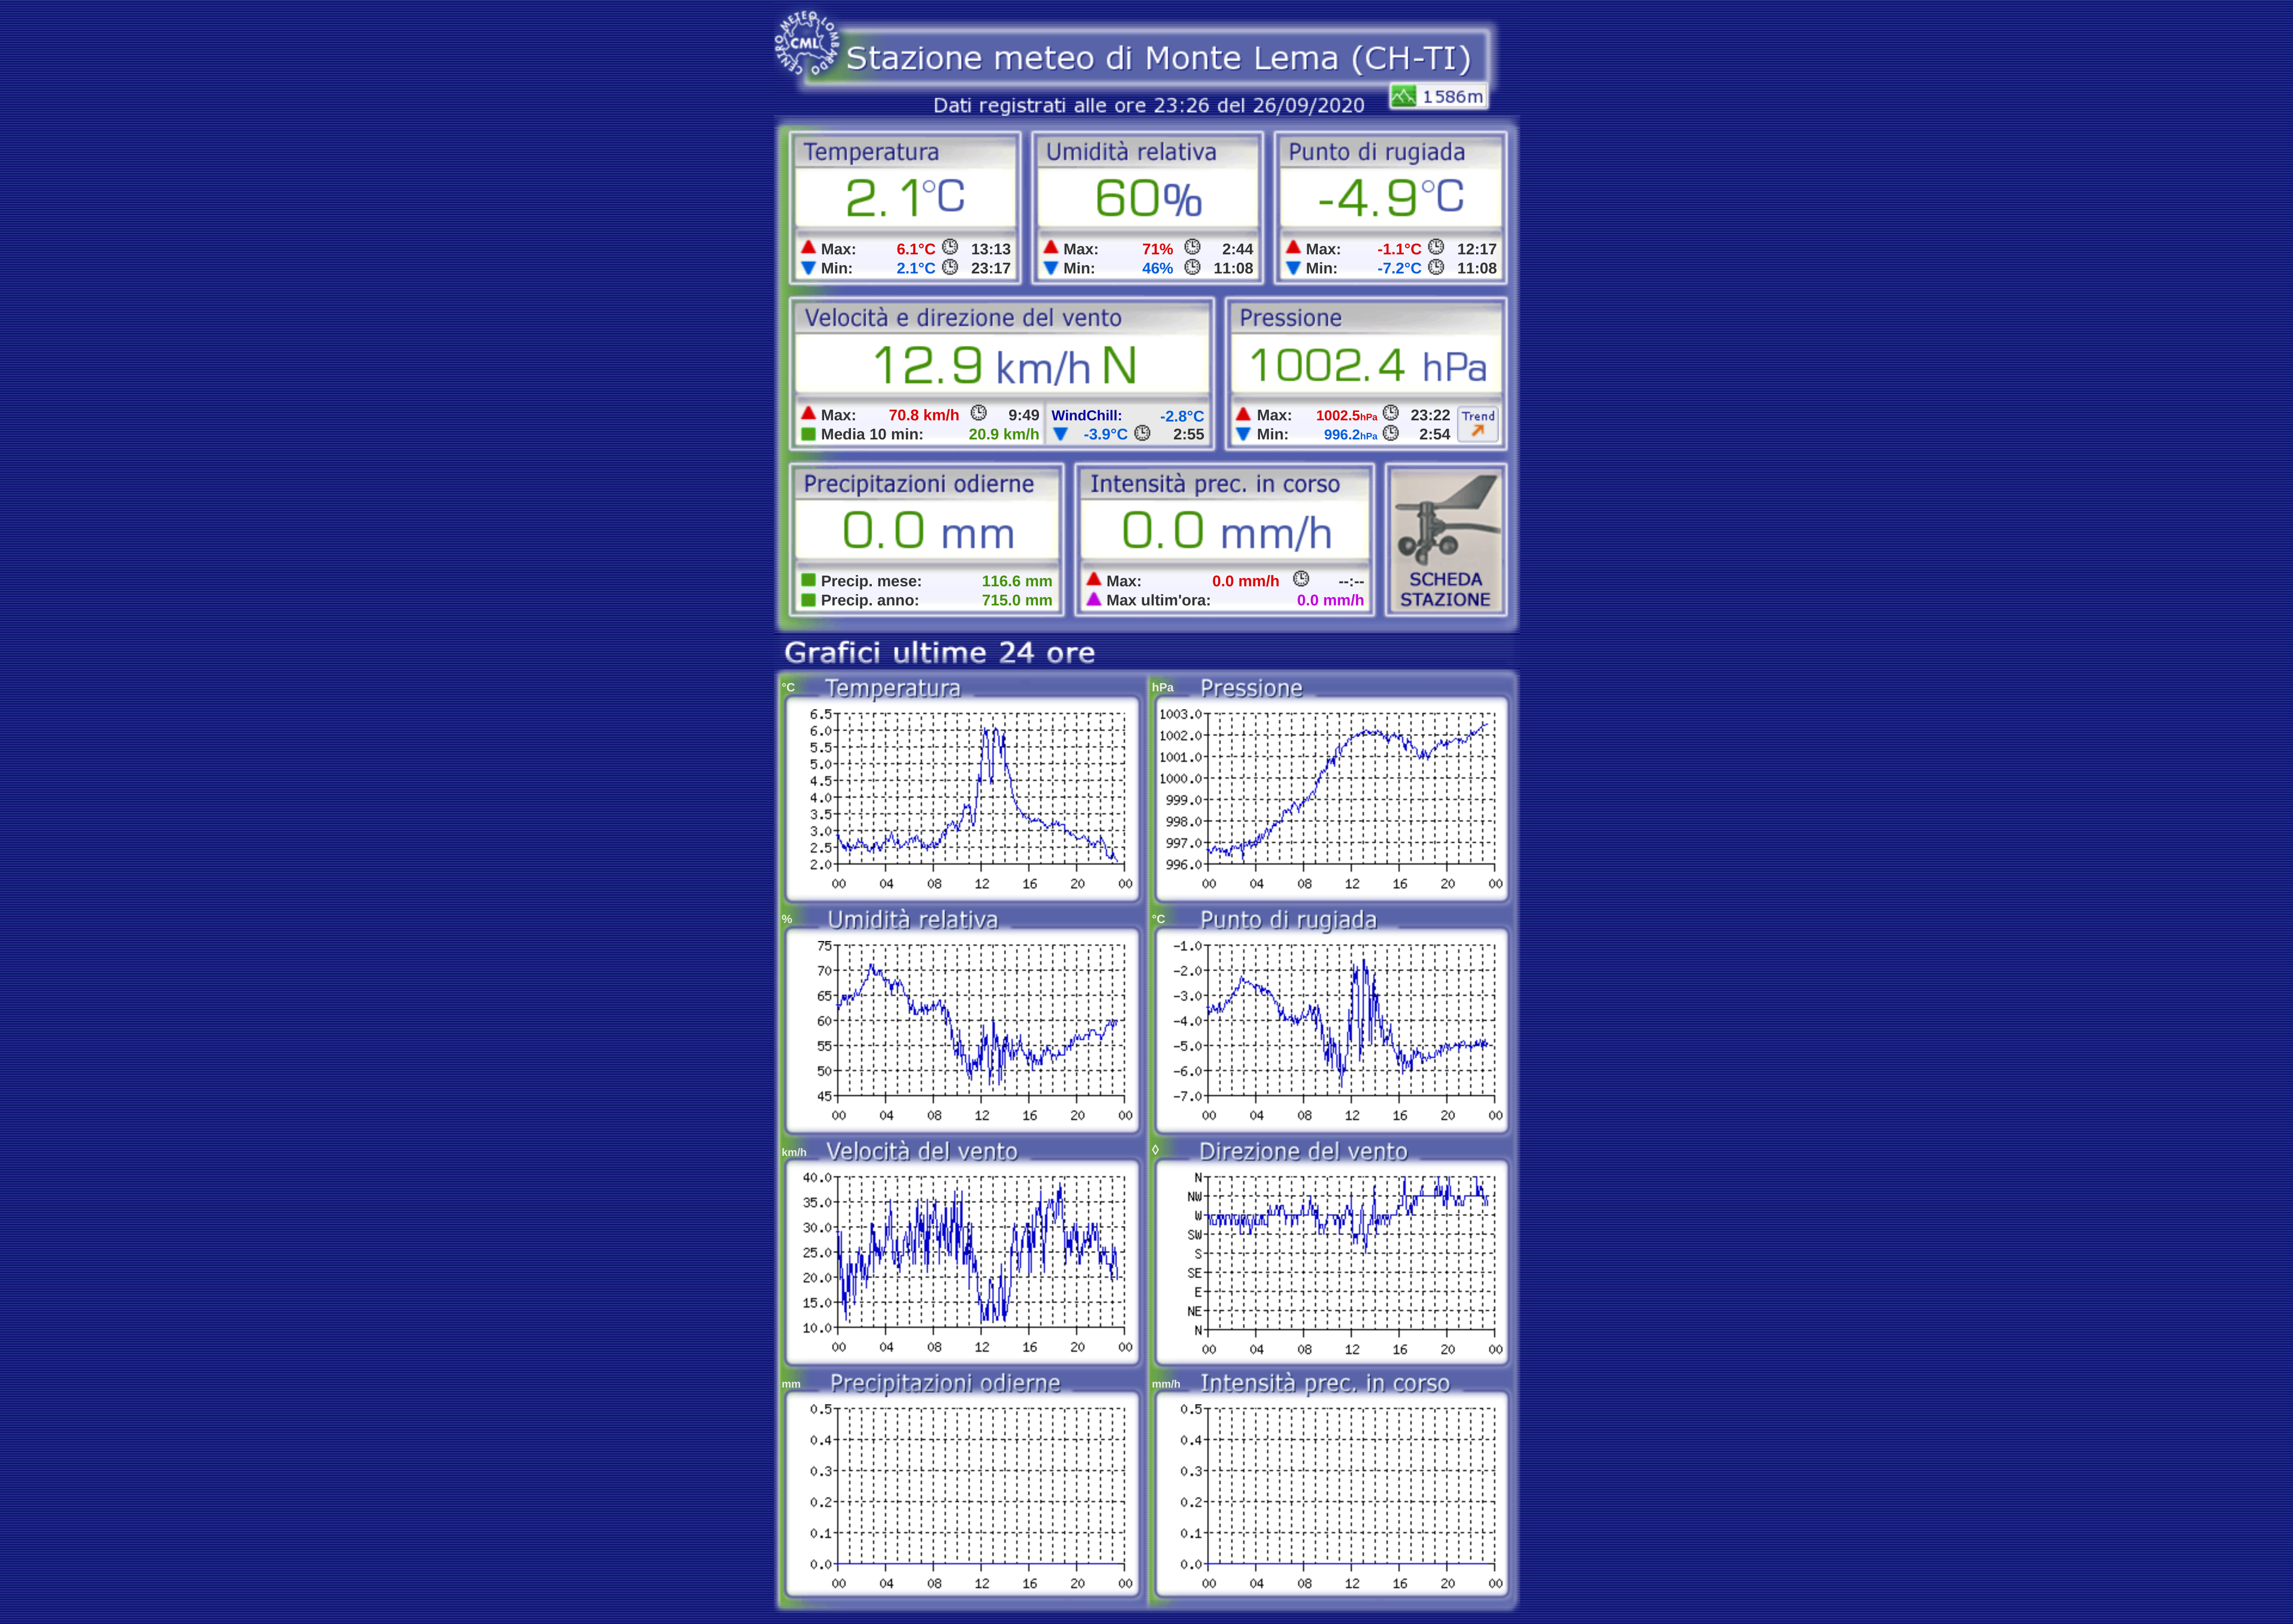 CENTRO METEO LOMBARDO
CML
Stazione meteo di Monte Lema (CH-TI)
Dati registrati alle ore 23:26 del 26/09/2020
1586m
Temperatura
2.1°C
Max: 6.1°C 13:13
Min: 2.1°C 23:17
Umidità relativa
60%
Max: 71% 2:44
Min: 46% 11:08
Punto di rugiada
-4.9°C
Max: -1.1°C 12:17
Min: -7.2°C 11:08
Velocità e direzione del vento
12.9 km/h N
Max: 70.8 km/h 9:49
Media 10 min: 20.9 km/h
WindChill: -2.8°C
-3.9°C 2:55
Pressione
1002.4 hPa
Max: 1002.5hPa 23:22
Min: 996.2hPa 2:54
Trend
Precipitazioni odierne
0.0 mm
Precip. mese: 116.6 mm
Precip. anno: 715.0 mm
Intensità prec. in corso
0.0 mm/h
Max: 0.0 mm/h --:--
Max ultim'ora: 0.0 mm/h
SCHEDA
STAZIONE
Grafici ultime 24 ore
°C Temperatura
6.5
6.0
5.5
5.0
4.5
4.0
3.5
3.0
2.5
2.0
00 04 08 12 16 20 00
hPa Pressione
1003.0
1002.0
1001.0
1000.0
999.0
998.0
997.0
996.0
00 04 08 12 16 20 00
% Umidità relativa
75
70
65
60
55
50
45
00 04 08 12 16 20 00
°C Punto di rugiada
-1.0
-2.0
-3.0
-4.0
-5.0
-6.0
-7.0
00 04 08 12 16 20 00
km/h Velocità del vento
40.0
35.0
30.0
25.0
20.0
15.0
10.0
00 04 08 12 16 20 00
◊ Direzione del vento
N
NW
W
SW
S
SE
E
NE
N
00 04 08 12 16 20 00
mm Precipitazioni odierne
0.5
0.4
0.3
0.2
0.1
0.0
00 04 08 12 16 20 00
mm/h Intensità prec. in corso
0.5
0.4
0.3
0.2
0.1
0.0
00 04 08 12 16 20 00